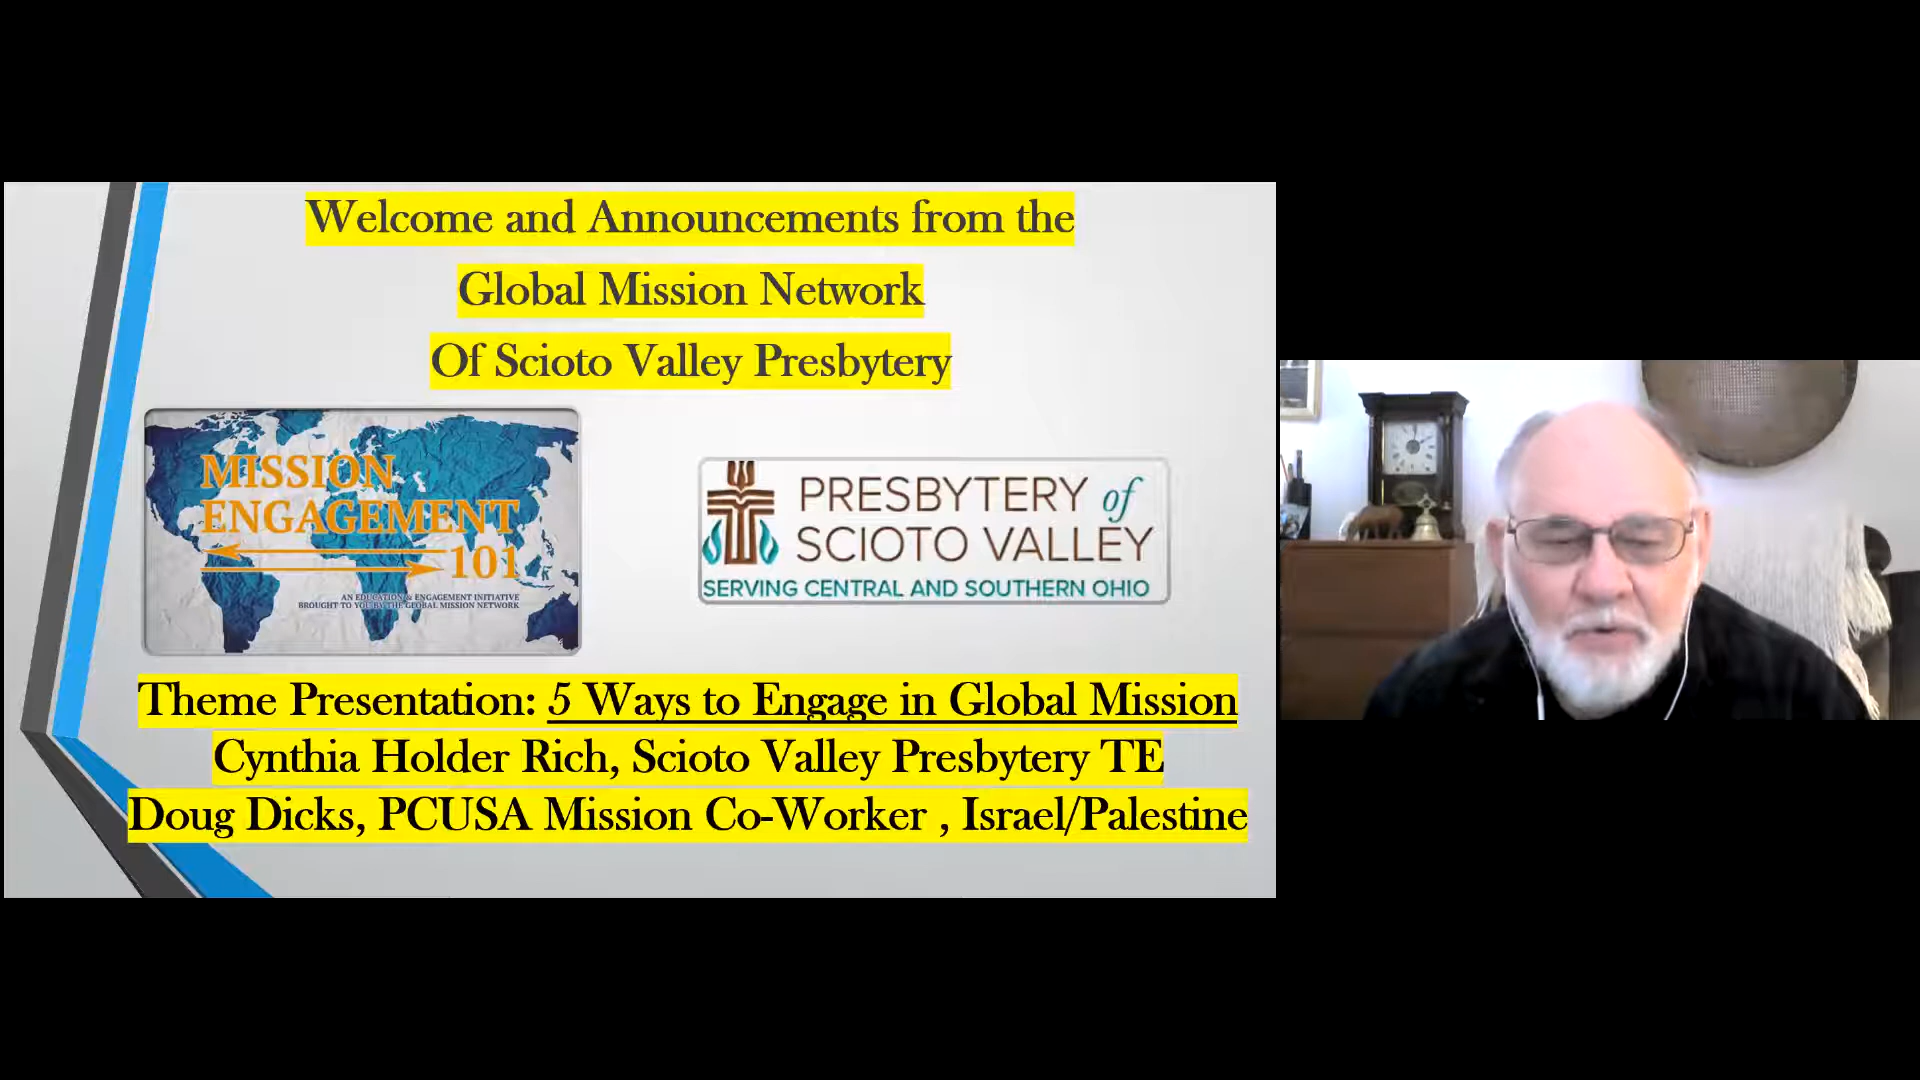 Welcome and Announcements from the
Global Mission Network
Of Scioto Valley Presbytery
MISSION
ENGAGEMENT
101
AN EDUCATION & ENGAGEMENT INITIATIVE
BROUGHT TO YOU BY THE GLOBAL MISSION NETWORK
PRESBYTERY of
SCIOTO VALLEY
SERVING CENTRAL AND SOUTHERN OHIO
Theme Presentation: 5 Ways to Engage in Global Mission
Cynthia Holder Rich, Scioto Valley Presbytery TE
Doug Dicks, PCUSA Mission Co-Worker , Israel/Palestine